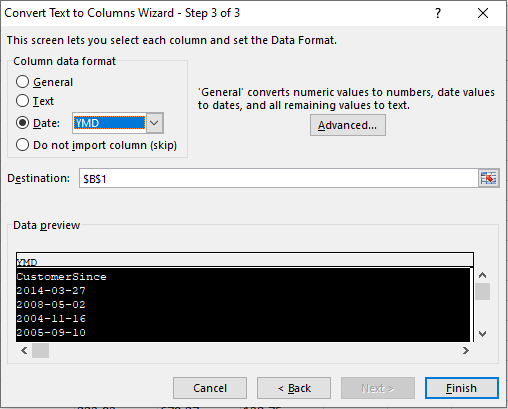 Convert Text to Columns Wizard - Step 3 of 3
?
This screen lets you select each column and set the Data Format.
Column data format
General
Text
Date: YMD
Do not import column (skip)
'General' converts numeric values to numbers, date values
to dates, and all remaining values to text.
Advanced...
Destination: $B$1
Data preview
YMD
CustomerSince
2014-03-27
2008-05-02
2004-11-16
2005-09-10
Cancel
< Back
Next >
Finish